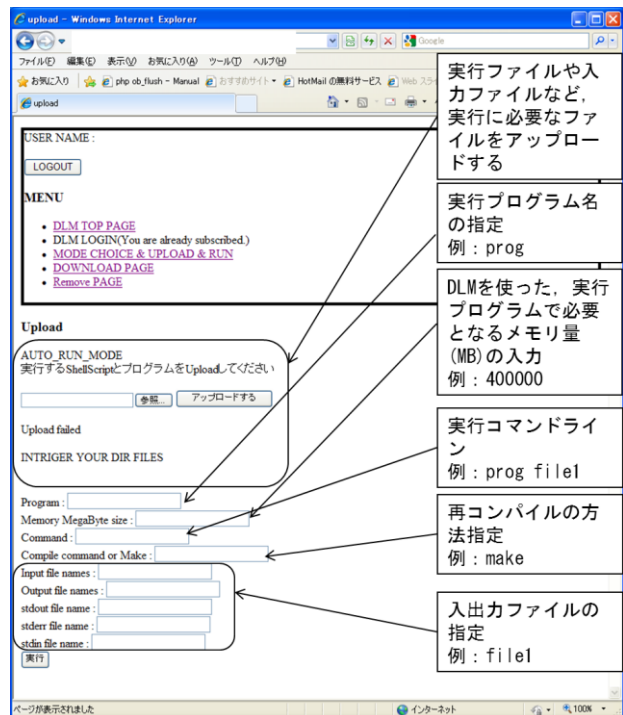 upload - Windows Internet Explorer
Google
ファイル(F) 編集(E) 表示(V) お気に入り(A) ツール(T) ヘルプ(H)
お気に入り php ob_flush - Manual おすすめサイト HotMail の無料サービス Web スライ
upload
USER NAME :
LOGOUT
MENU
DLM TOP PAGE
DLM LOGIN(You are already subscribed.)
MODE CHOICE & UPLOAD & RUN
DOWNLOAD PAGE
Remove PAGE
Upload
AUTO_RUN_MODE
実行するShellScriptとプログラムをUploadしてください
参照... アップロードする
Upload failed
INTRIGER YOUR DIR FILES
Program :
Memory MegaByte size :
Command :
Compile command or Make :
Input file names :
Output file names :
stdout file name :
stderr file name :
stdin file name :
実行
ページが表示されました インターネット 100%
実行ファイルや入
力ファイルなど,
実行に必要なファ
イルをアップロー
ドする
実行プログラム名
の指定
例：prog
DLMを使った, 実行
プログラムで必要
となるメモリ量
(MB)の入力
例：400000
実行コマンドライ
ン
例：prog file1
再コンパイルの方
法指定
例：make
入出力ファイルの
指定
例：file1